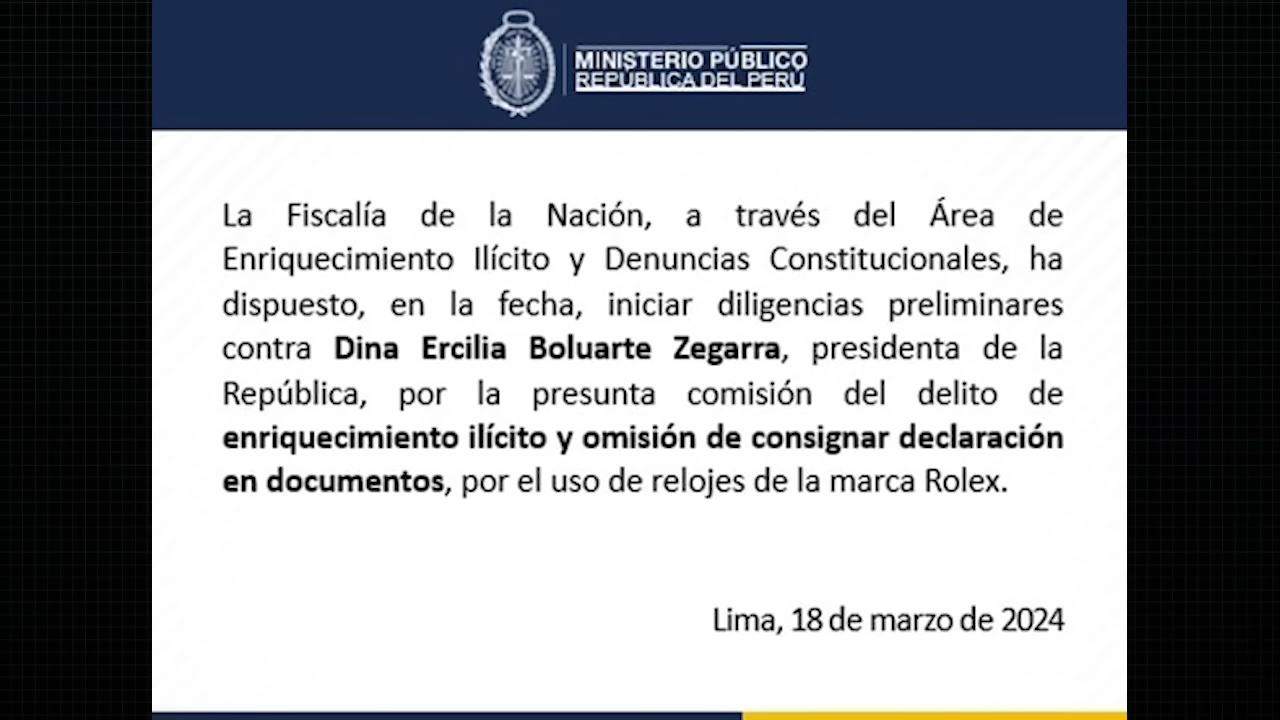 MINISTERIO PÚBLICO
REPÚBLICA DEL PERÚ
La Fiscalía de la Nación, a través del Área de
Enriquecimiento Ilícito y Denuncias Constitucionales, ha
dispuesto, en la fecha, iniciar diligencias preliminares
contra Dina Ercilia Boluarte Zegarra, presidenta de la
República, por la presunta comisión del delito de
enriquecimiento ilícito y omisión de consignar declaración
en documentos, por el uso de relojes de la marca Rolex.
Lima, 18 de marzo de 2024